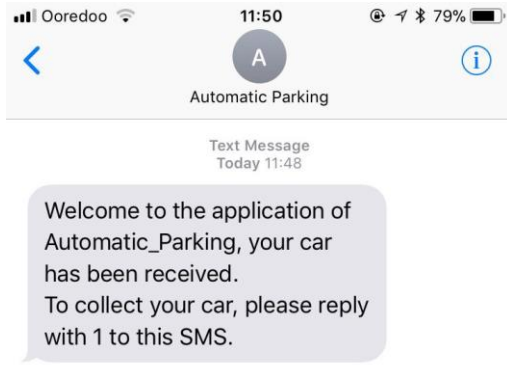 Ooredoo 11:50 79%
A
Automatic Parking
Text Message
Today 11:48
Welcome to the application of
Automatic_Parking, your car
has been received.
To collect your car, please reply
with 1 to this SMS.